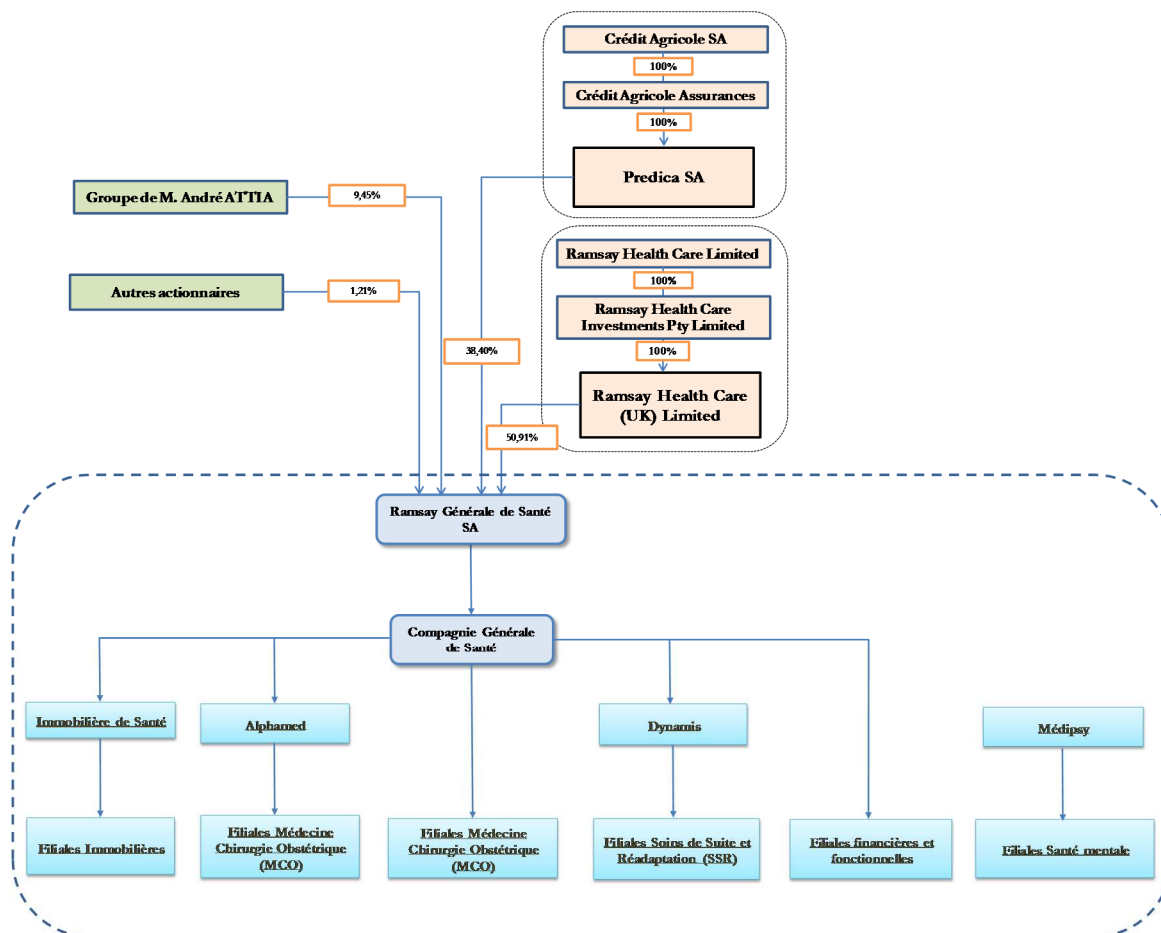 Crédit Agricole SA
100%
Crédit Agricole Assurances
100%
Predica SA
Groupe de M. André ATTIA
9,45%
Ramsay Health Care Limited
100%
Autres actionnaires
1,21%
Ramsay Health Care
Investments Pty Limited
38,40%
100%
Ramsay Health Care
(UK) Limited
50,91%
Ramsay Générale de Santé
SA
Compagnie Générale
de Santé
Immobilière de Santé
Alphamed
Dynamis
Médipsy
Filiales Immobilières
Filiales Médecine
Chirurgie Obstétrique
(MCO)
Filiales Médecine
Chirurgie Obstétrique
(MCO)
Filiales Soins de Suite et
Réadaptation (SSR)
Filiales financières et
fonctionnelles
Filiales Santé mentale